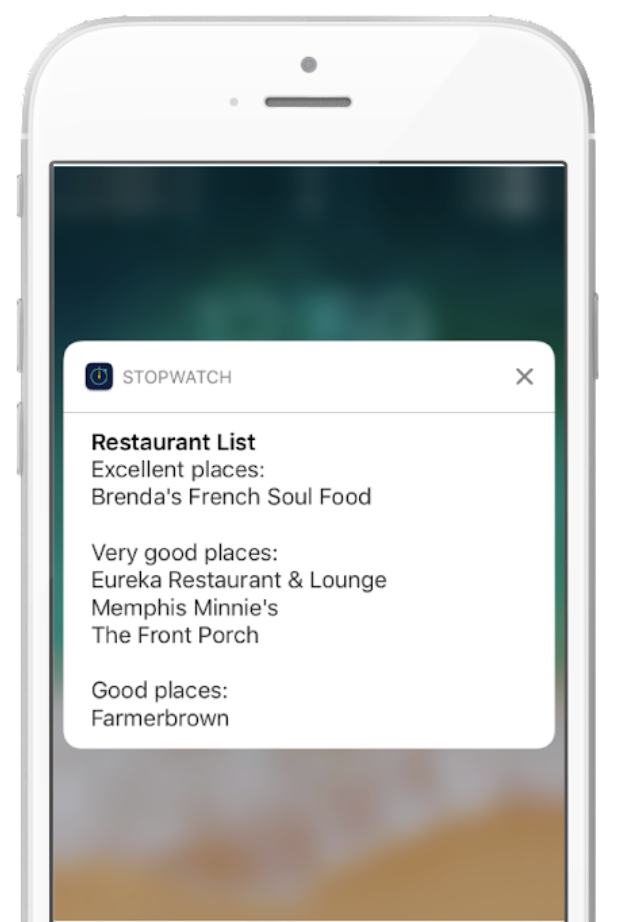 STOPWATCH
Restaurant List
Excellent places:
Brenda's French Soul Food
Very good places:
Eureka Restaurant & Lounge
Memphis Minnie's
The Front Porch
Good places:
Farmerbrown